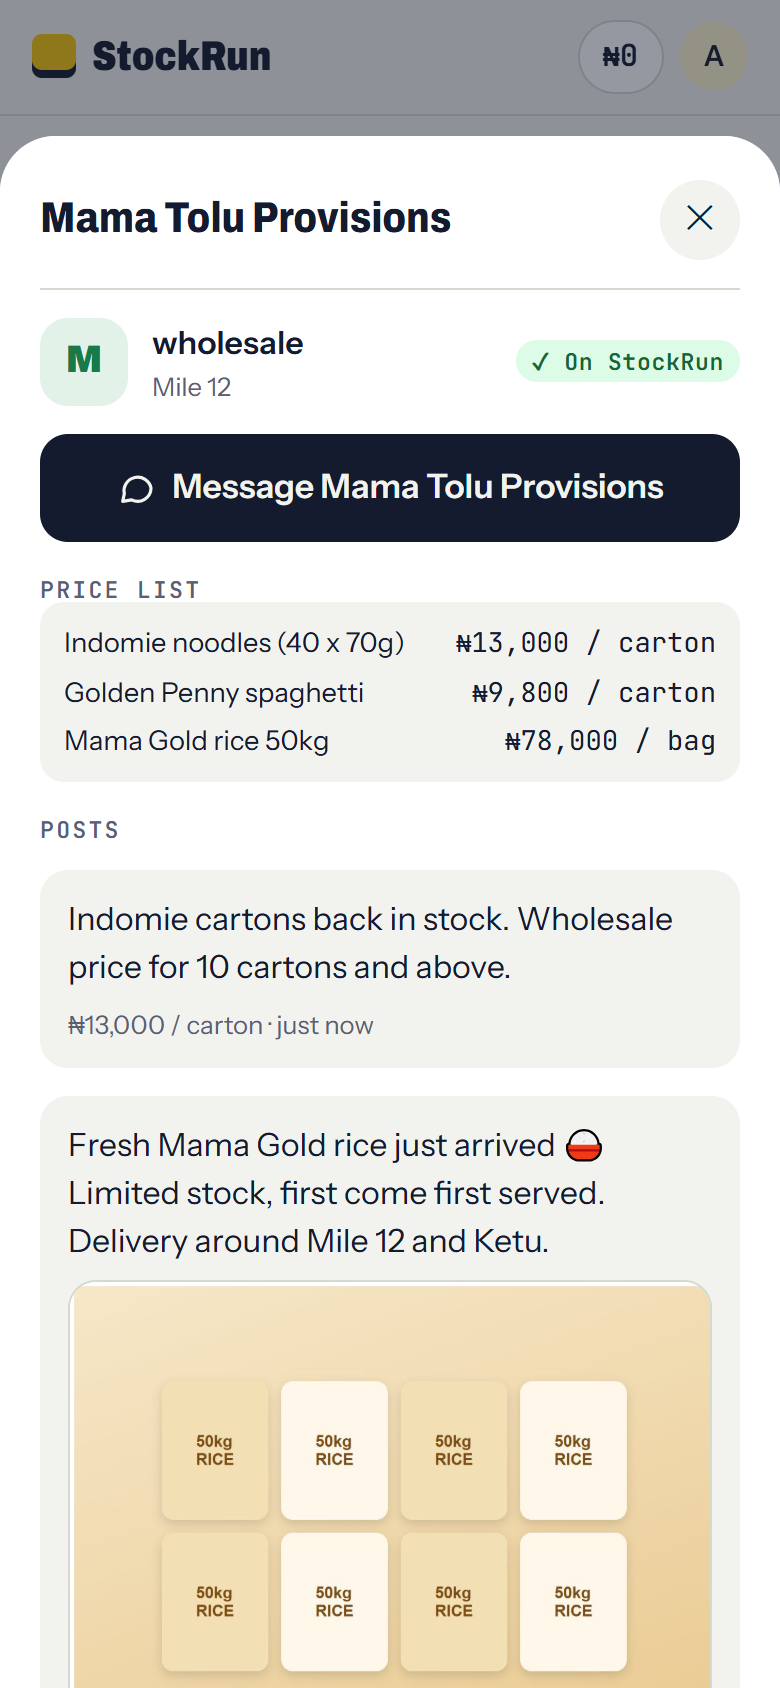 StockRun
₦0
A
Mama Tolu Provisions
M
wholesale
Mile 12
✓ On StockRun
Message Mama Tolu Provisions
PRICE LIST
Indomie noodles (40 x 70g) ₦13,000 / carton
Golden Penny spaghetti ₦9,800 / carton
Mama Gold rice 50kg ₦78,000 / bag
POSTS
Indomie cartons back in stock. Wholesale
price for 10 cartons and above.
₦13,000 / carton · just now
Fresh Mama Gold rice just arrived 🍚
Limited stock, first come first served.
Delivery around Mile 12 and Ketu.
50kg 50kg 50kg 50kg
RICE RICE RICE RICE
50kg 50kg 50kg 50kg
RICE RICE RICE RICE